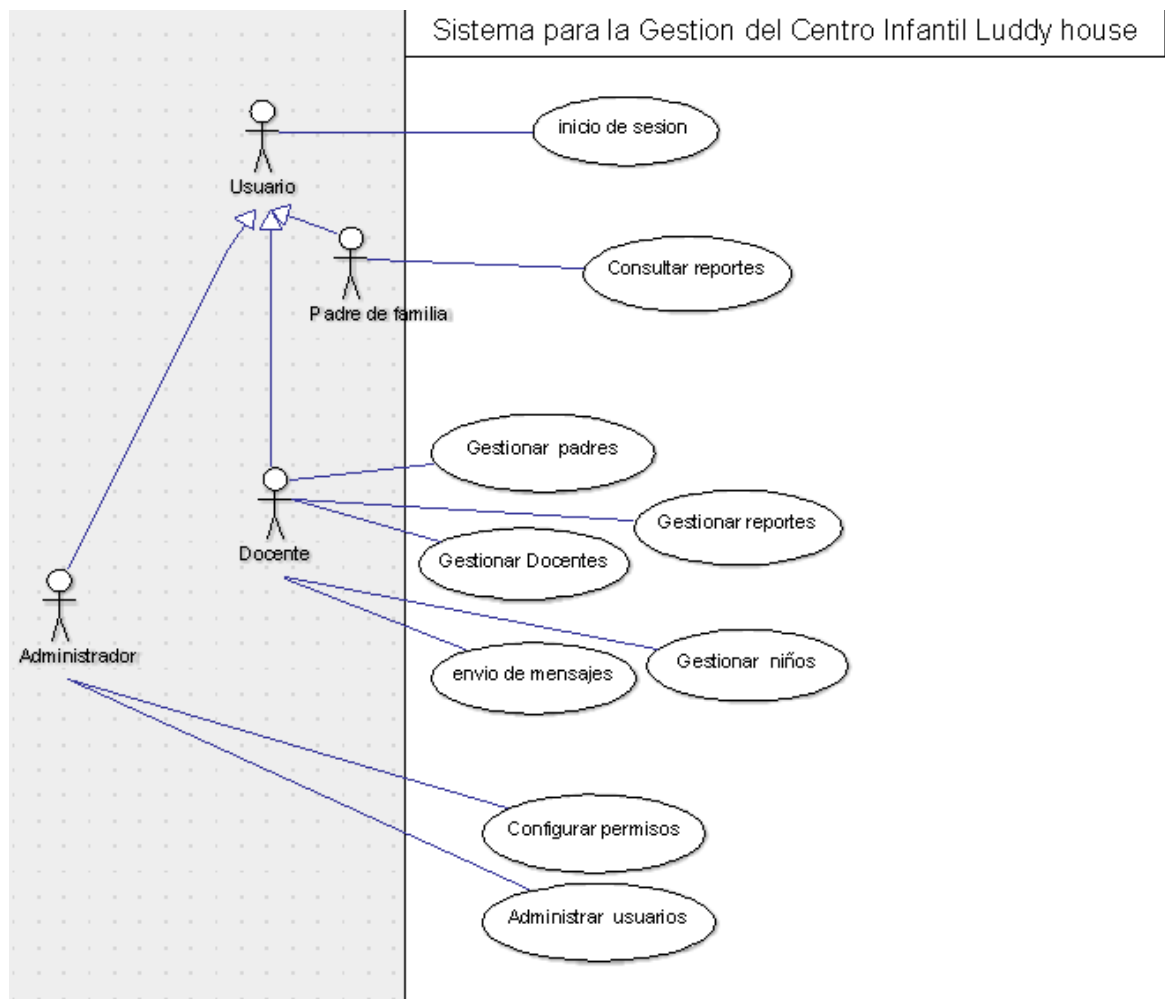 Sistema para la Gestion del Centro Infantil Luddy house
inicio de sesion
Usuario
Consultar reportes
Padre de familia
Gestionar padres
Gestionar reportes
Docente
Gestionar Docentes
Administrador
Gestionar niños
envio de mensajes
Configurar permisos
Administrar usuarios